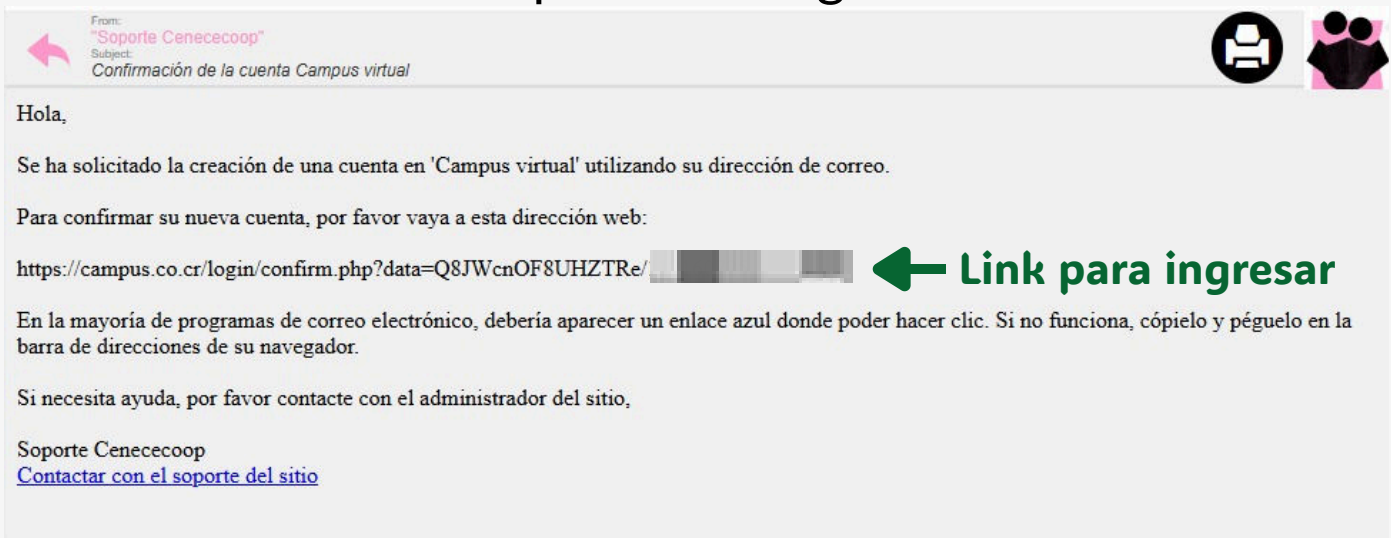 From:
"Soporte Cenececoop"
Subject:
Confirmación de la cuenta Campus virtual
Hola,
Se ha solicitado la creación de una cuenta en 'Campus virtual' utilizando su dirección de correo.
Para confirmar su nueva cuenta, por favor vaya a esta dirección web:
https://campus.co.cr/login/confirm.php?data=Q8JWcnOF8UHZTRe/
Link para ingresar
En la mayoría de programas de correo electrónico, debería aparecer un enlace azul donde poder hacer clic. Si no funciona, cópielo y péguelo en la
barra de direcciones de su navegador.
Si necesita ayuda, por favor contacte con el administrador del sitio,
Soporte Cenececoop
Contactar con el soporte del sitio